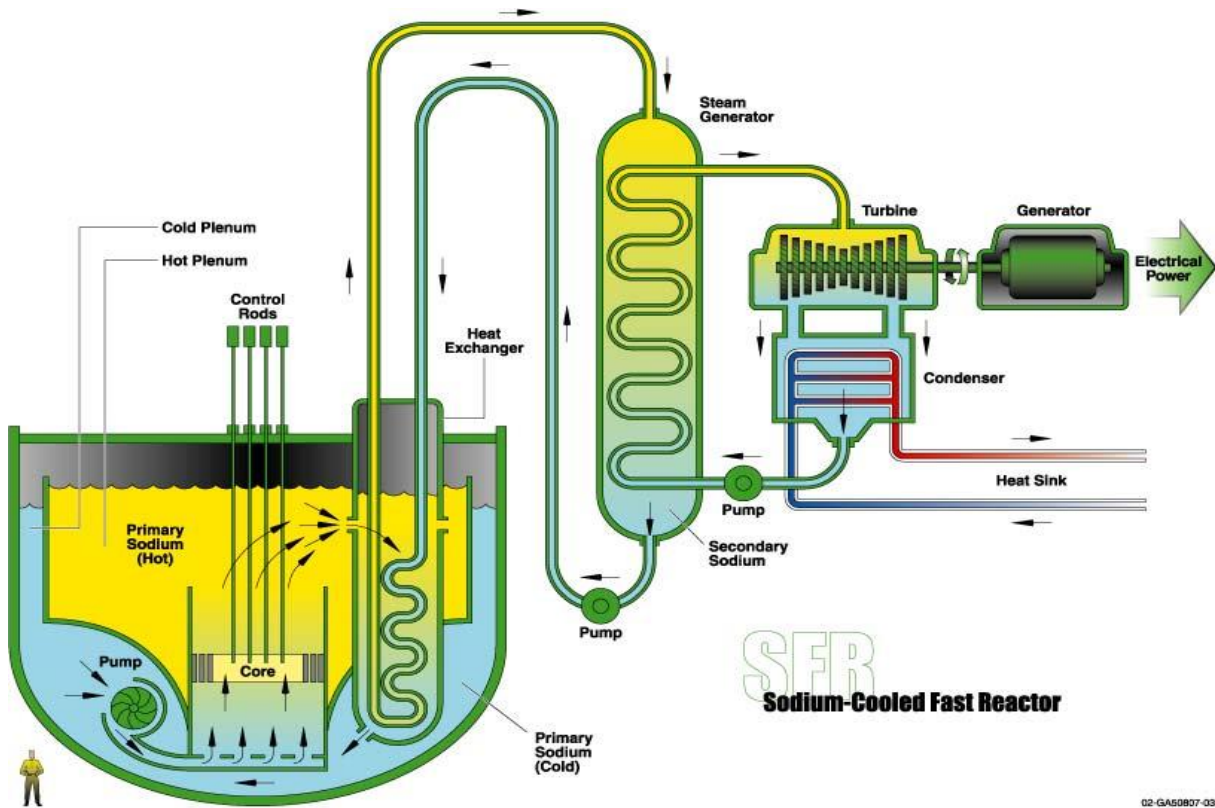 Steam
Generator
Turbine
Generator
Cold Plenum
Hot Plenum
Electrical
Power
Control
Rods
Heat
Exchanger
Condenser
Heat Sink
Pump
Primary
Sodium
(Hot)
Secondary
Sodium
Pump
Pump
Core
SFR
Sodium-Cooled Fast Reactor
Primary
Sodium
(Cold)
02-GA50807-03